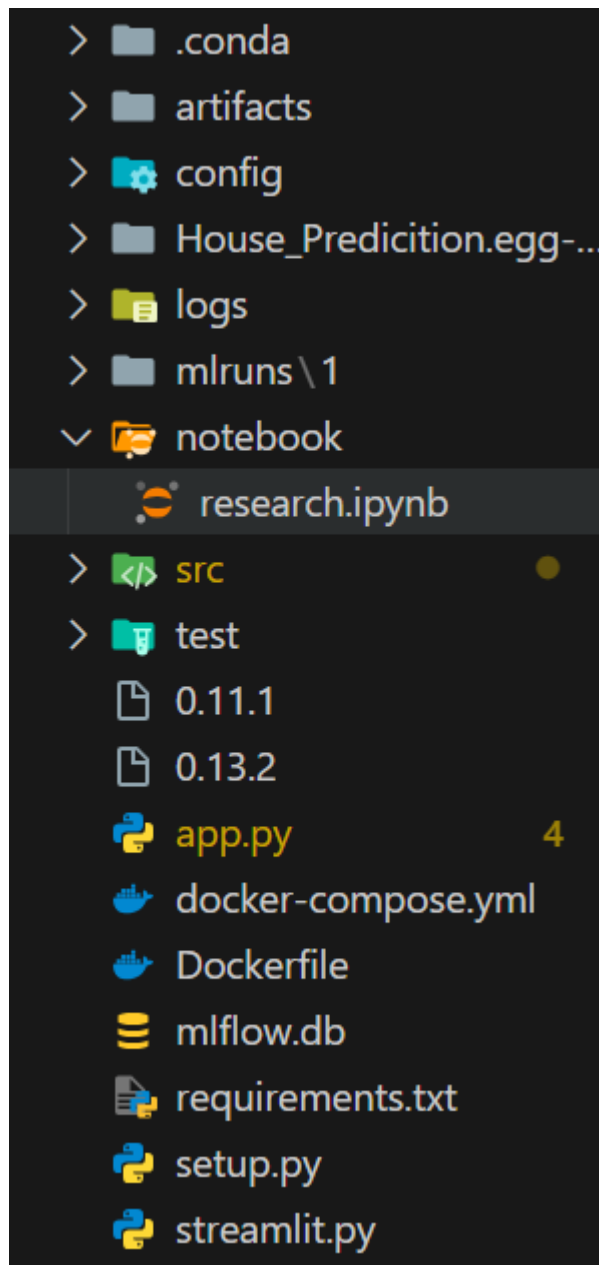 .conda
artifacts
config
House_Predicition.egg-...
logs
mlruns\1
notebook
research.ipynb
src
test
0.11.1
0.13.2
app.py 4
docker-compose.yml
Dockerfile
mlflow.db
requirements.txt
setup.py
streamlit.py